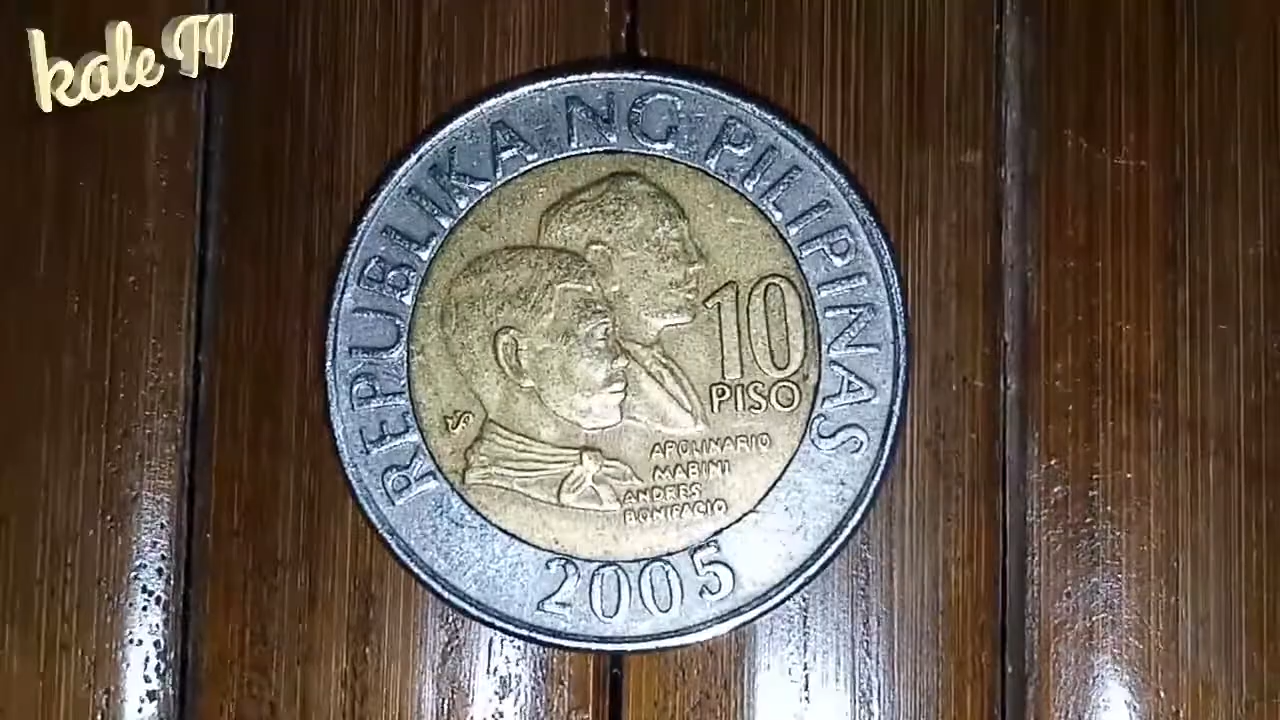 kale TV
REPUBLIKA NG PILIPINAS
10
PISO
APOLINARIO
MABINI
ANDRES
BONIFACIO
2005